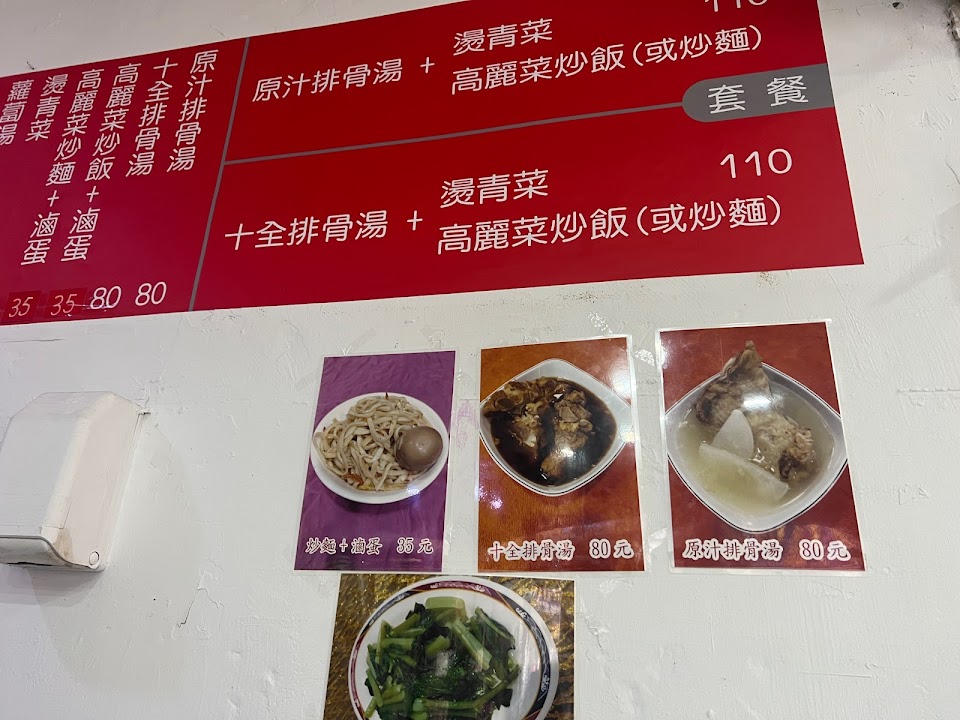 原汁排骨湯
十全排骨湯
高麗菜炒飯+滷蛋
高麗菜炒麵+滷蛋
燙青菜
蘿蔔湯
80
80
35
35
原汁排骨湯 + 燙青菜
高麗菜炒飯(或炒麵)
110
套餐
十全排骨湯 + 燙青菜
高麗菜炒飯(或炒麵)
110
炒麵+滷蛋 35元
十全排骨湯 80元
原汁排骨湯 80元